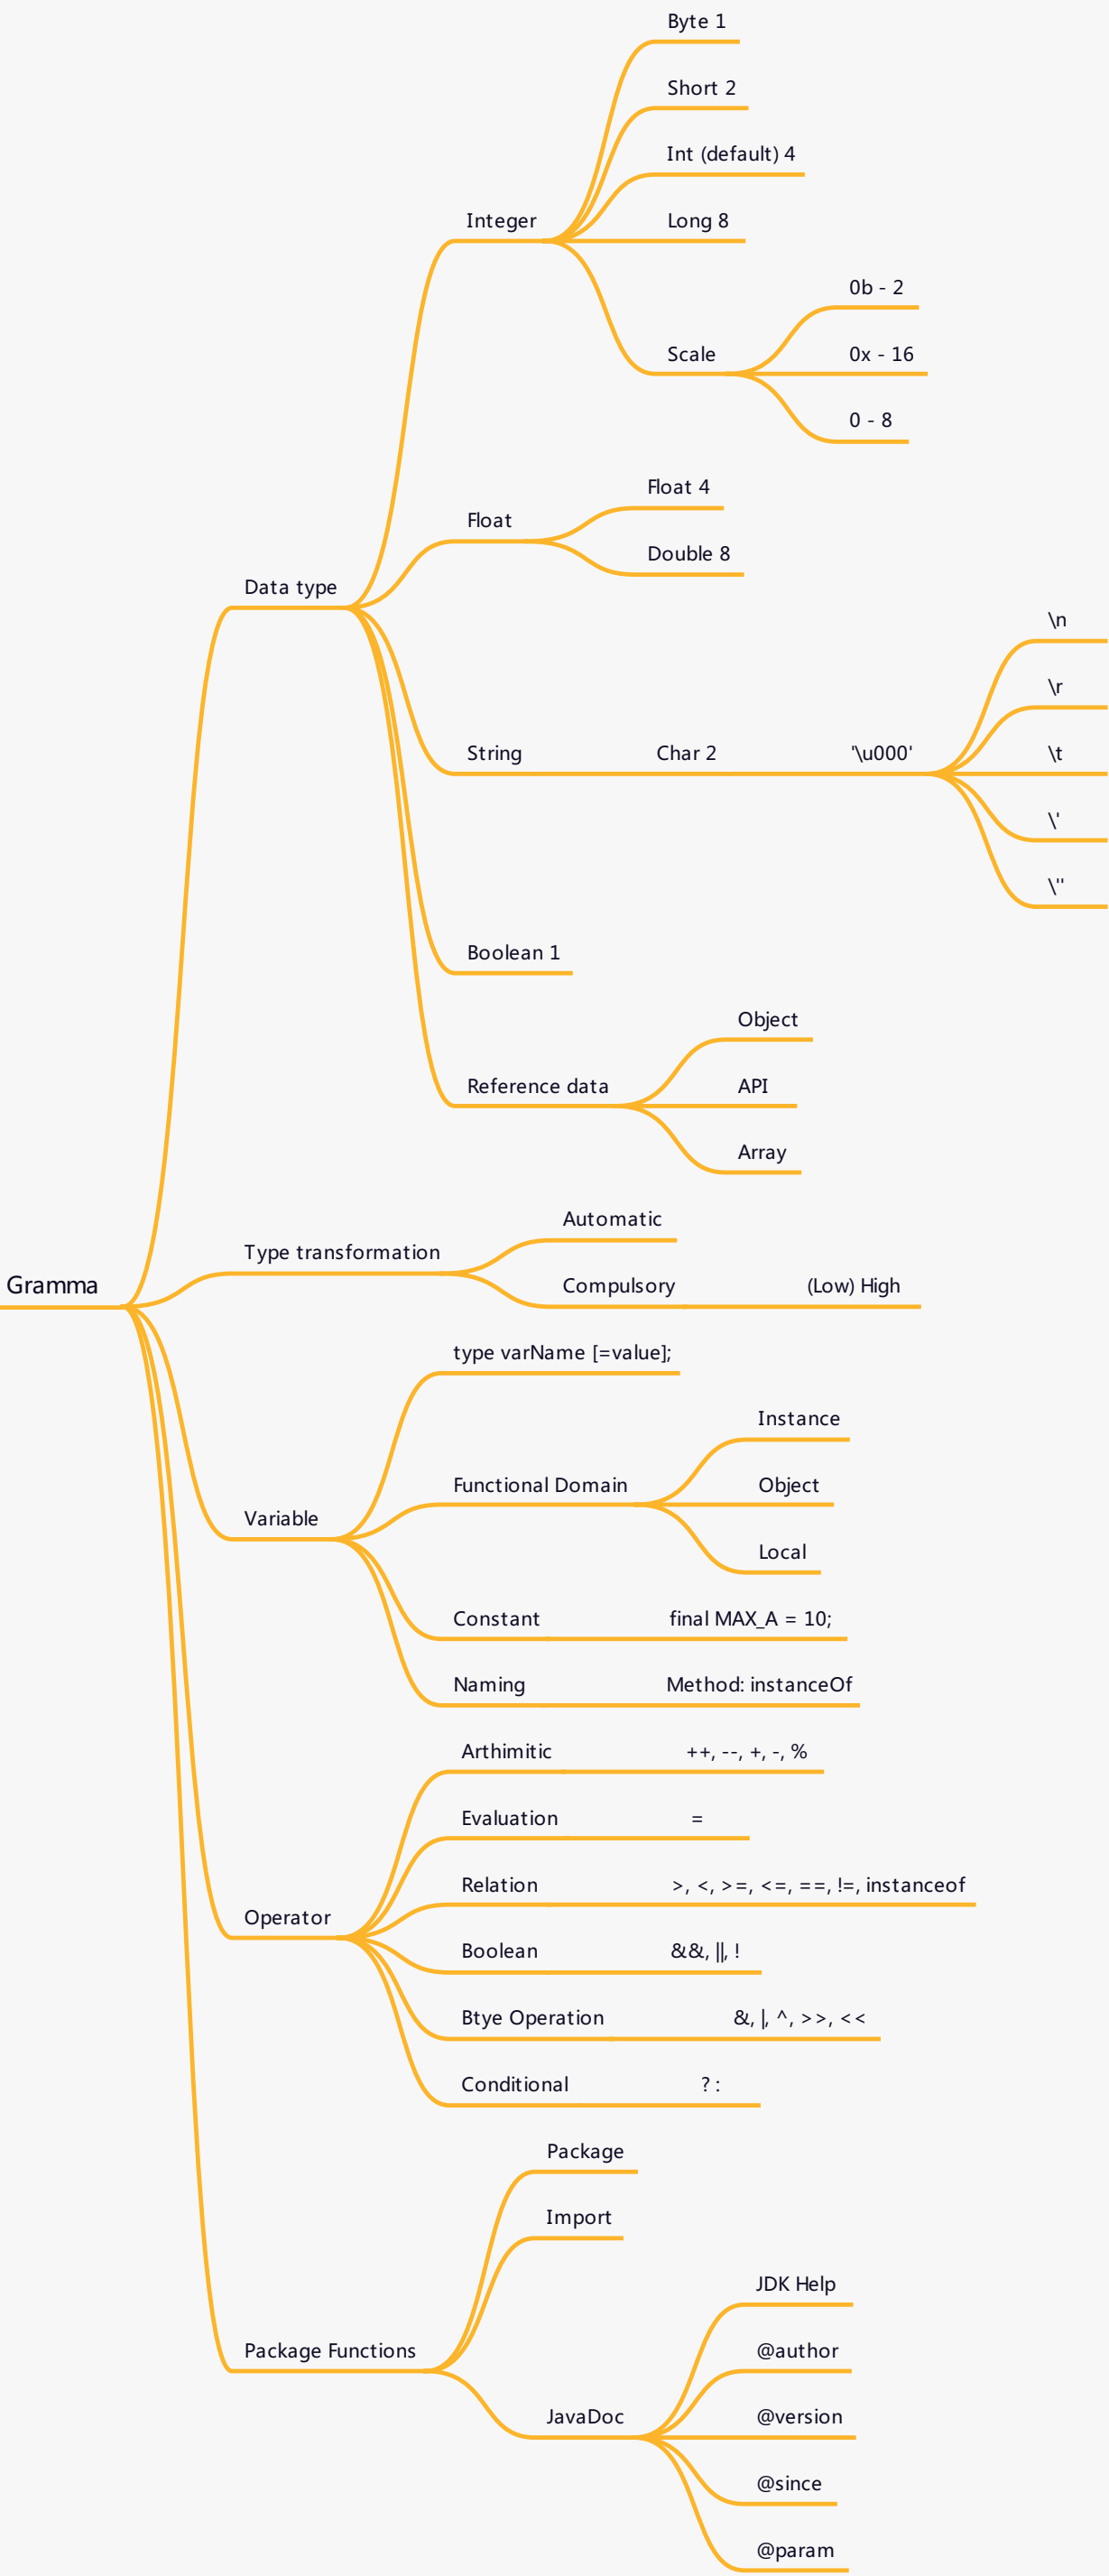 Gramma
Data type
Integer
Byte 1
Short 2
Int (default) 4
Long 8
Scale
0b - 2
0x - 16
0 - 8
Float
Float 4
Double 8
String
Char 2
'\u000'
\n
\r
\t
\'
\''
Boolean 1
Reference data
Object
API
Array
Type transformation
Automatic
Compulsory
(Low) High
Variable
type varName [=value];
Functional Domain
Instance
Object
Local
Constant
final MAX_A = 10;
Naming
Method: instanceOf
Operator
Arthimitic
++, --, +, -, %
Evaluation
=
Relation
>, <, >=, <=, ==, !=, instanceof
Boolean
&&, ||, !
Btye Operation
&, |, ^, >>, <<
Conditional
? :
Package Functions
Package
Import
JavaDoc
JDK Help
@author
@version
@since
@param